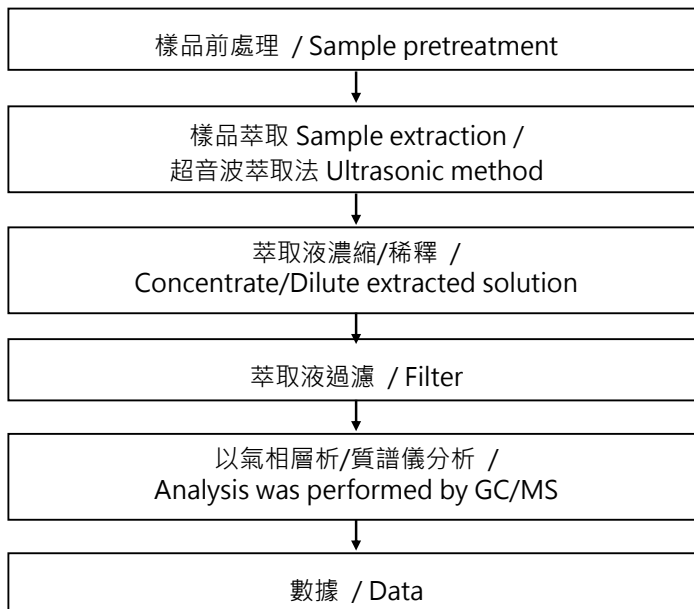 樣品前處理 / Sample pretreatment
樣品萃取 Sample extraction /
超音波萃取法 Ultrasonic method
萃取液濃縮/稀釋 /
Concentrate/Dilute extracted solution
萃取液過濾 / Filter
以氣相層析/質譜儀分析 /
Analysis was performed by GC/MS
數據 / Data